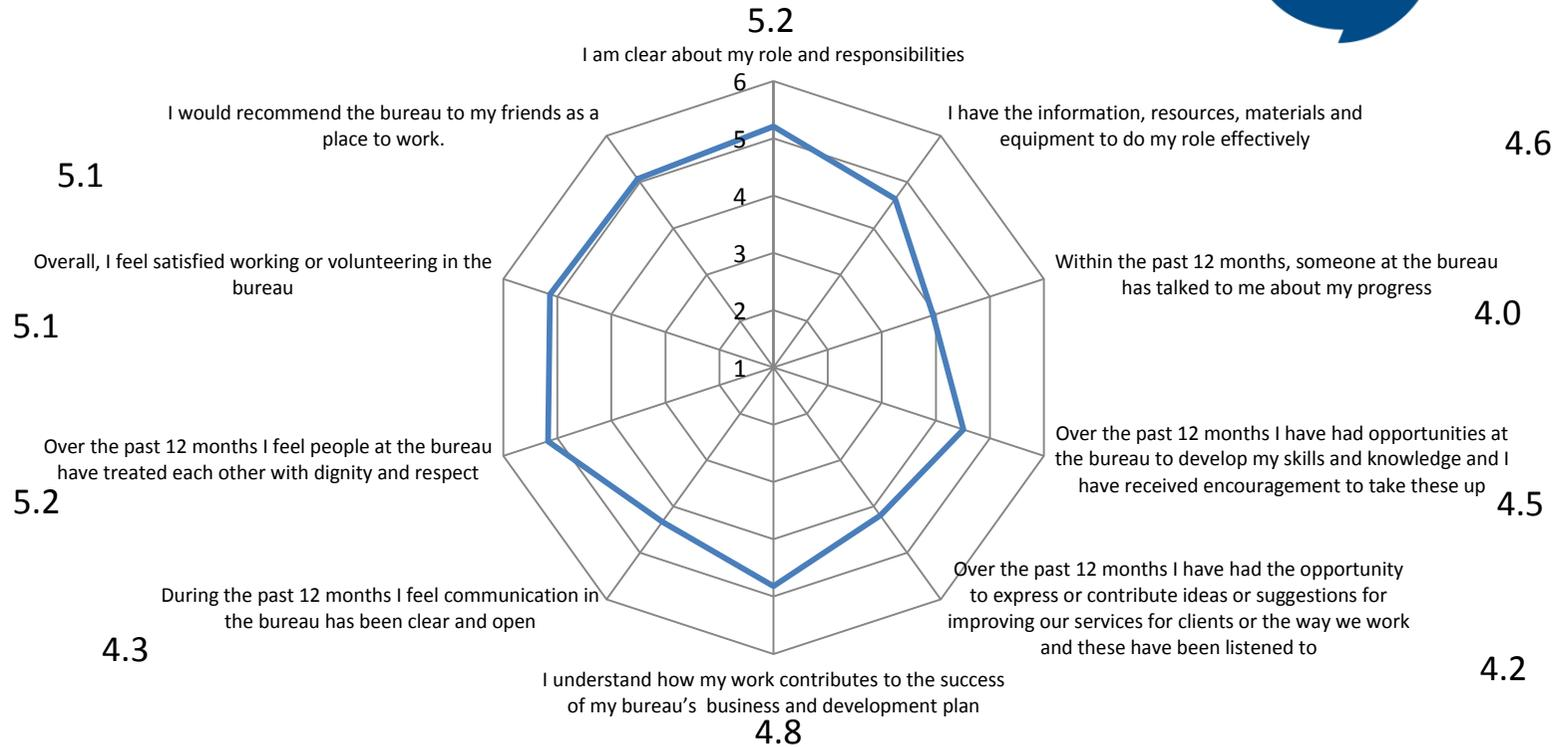 5.2
I am clear about my role and responsibilities
6
5
4
3
2
1
I have the information, resources, materials and
equipment to do my role effectively
4.6
Within the past 12 months, someone at the bureau
has talked to me about my progress
4.0
Over the past 12 months I have had opportunities at
the bureau to develop my skills and knowledge and I
have received encouragement to take these up
4.5
Over the past 12 months I have had the opportunity
to express or contribute ideas or suggestions for
improving our services for clients or the way we work
and these have been listened to
4.2
I understand how my work contributes to the success
of my bureau’s  business and development plan
4.8
During the past 12 months I feel communication in
the bureau has been clear and open
4.3
Over the past 12 months I feel people at the bureau
have treated each other with dignity and respect
5.2
Overall, I feel satisfied working or volunteering in the
bureau
5.1
I would recommend the bureau to my friends as a
place to work.
5.1